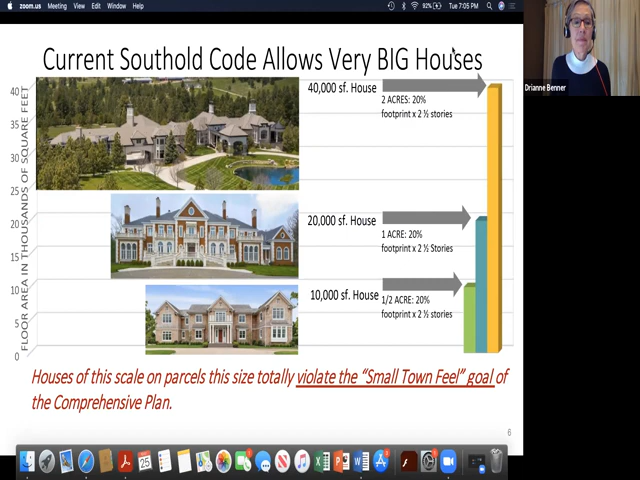 zoom.us Meeting View Edit Window Help
92% Tue 7:05 PM
Current Southold Code Allows Very BIG Houses
Drianne Benner
FLOOR AREA IN THOUSANDS OF SQUARE FEET
40
35
30
25
20
15
10
5
0
40,000 sf. House
2 ACRES: 20%
footprint x 2 ½ stories
20,000 sf. House
1 ACRE: 20%
footprint x 2 ½ Stories
10,000 sf. House
1/2 ACRE: 20%
footprint x 2 ½ stories
Houses of this scale on parcels this size totally violate the “Small Town Feel” goal of
the Comprehensive Plan.
6
25